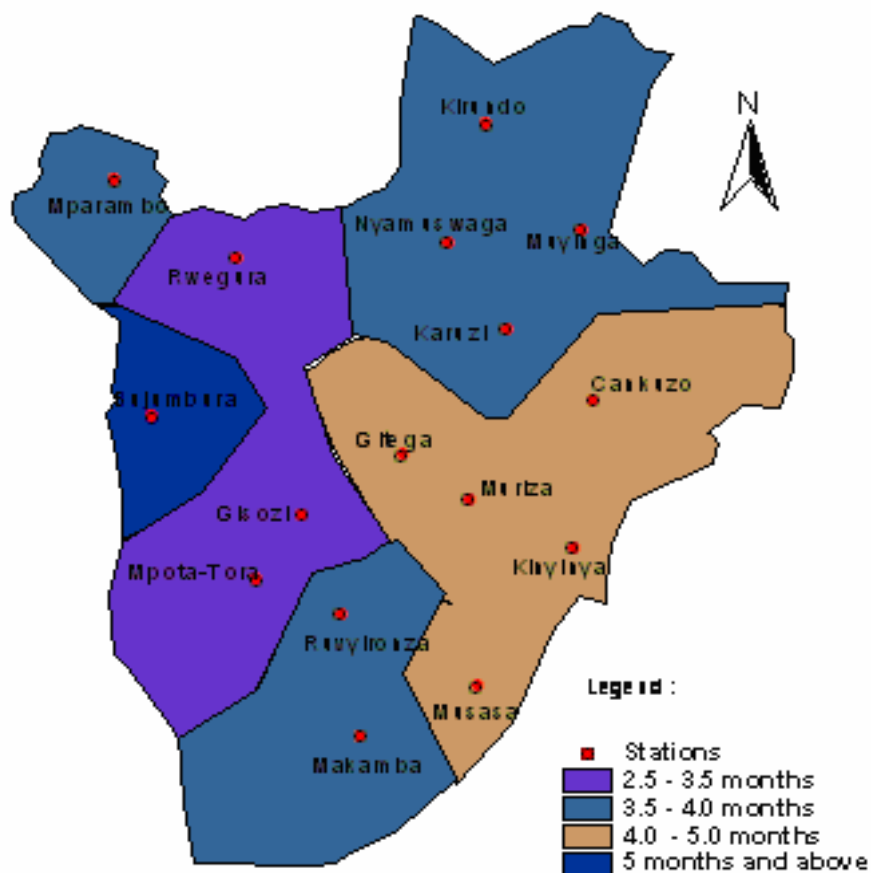 Kirundo
N
Mparambo
Nyamuswaga
Muyinga
Rwegura
Karuzi
Cankuzo
Bujumbura
Gitega
Muriza
Gisozi
Kinyinya
Mpota-Tora
Ruvyironza
Musasa
Makamba
Legend :
Stations
2.5 - 3.5 months
3.5 - 4.0 months
4.0 - 5.0 months
5 months and above